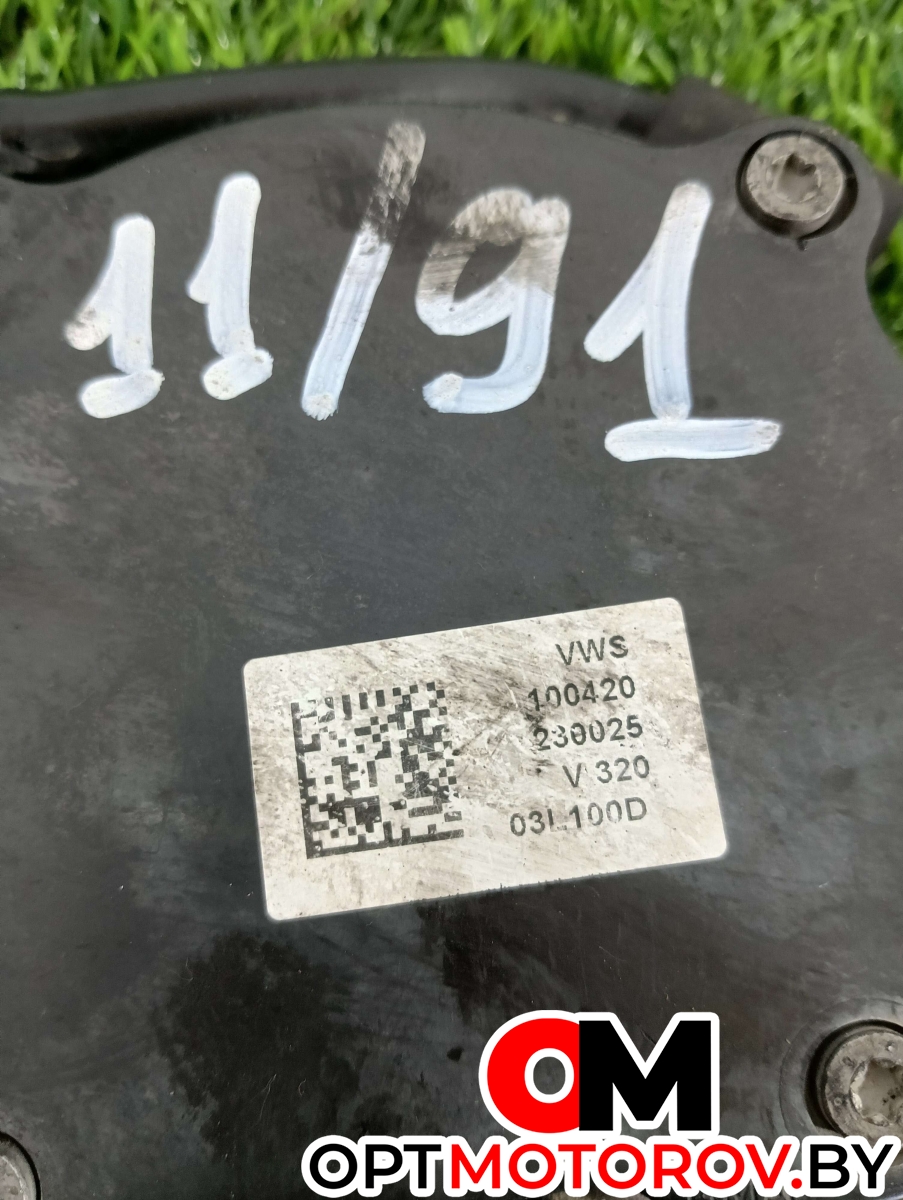 11/91
VWS
100420
230025
V 320
03L100D
OM
OPTMOTOROV.BY